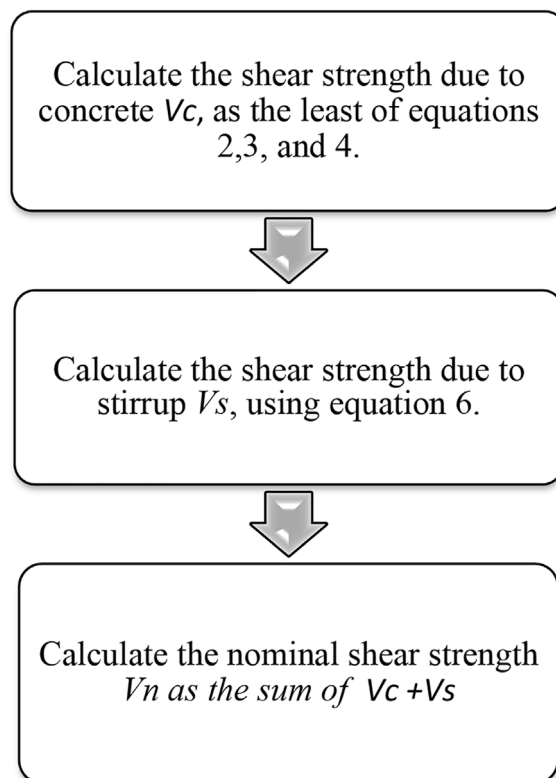 Calculate the shear strength due to
concrete Vc, as the least of equations
2,3, and 4.
Calculate the shear strength due to
stirrup Vs, using equation 6.
Calculate the nominal shear strength
Vn as the sum of Vc +Vs